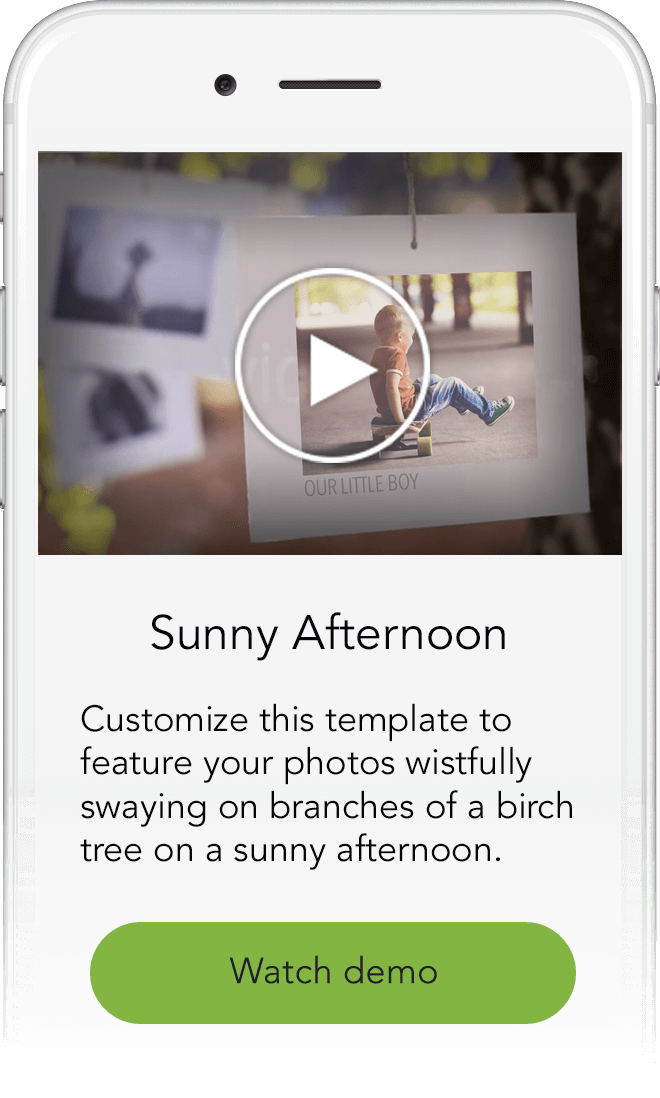 OUR LITTLE BOY
Sunny Afternoon
Customize this template to
feature your photos wistfully
swaying on branches of a birch
tree on a sunny afternoon.
Watch demo